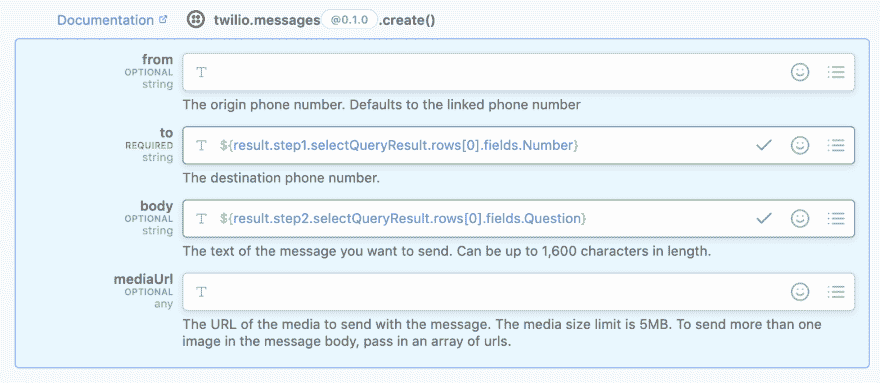 Documentation twilio.messages @0.1.0 .create()
from
OPTIONAL
string
The origin phone number. Defaults to the linked phone number
to
REQUIRED
string
${result.step1.selectQueryResult.rows[0].fields.Number}
The destination phone number.
body
OPTIONAL
string
${result.step2.selectQueryResult.rows[0].fields.Question}
The text of the message you want to send. Can be up to 1,600 characters in length.
mediaUrl
OPTIONAL
any
The URL of the media to send with the message. The media size limit is 5MB. To send more than one
image in the message body, pass in an array of urls.